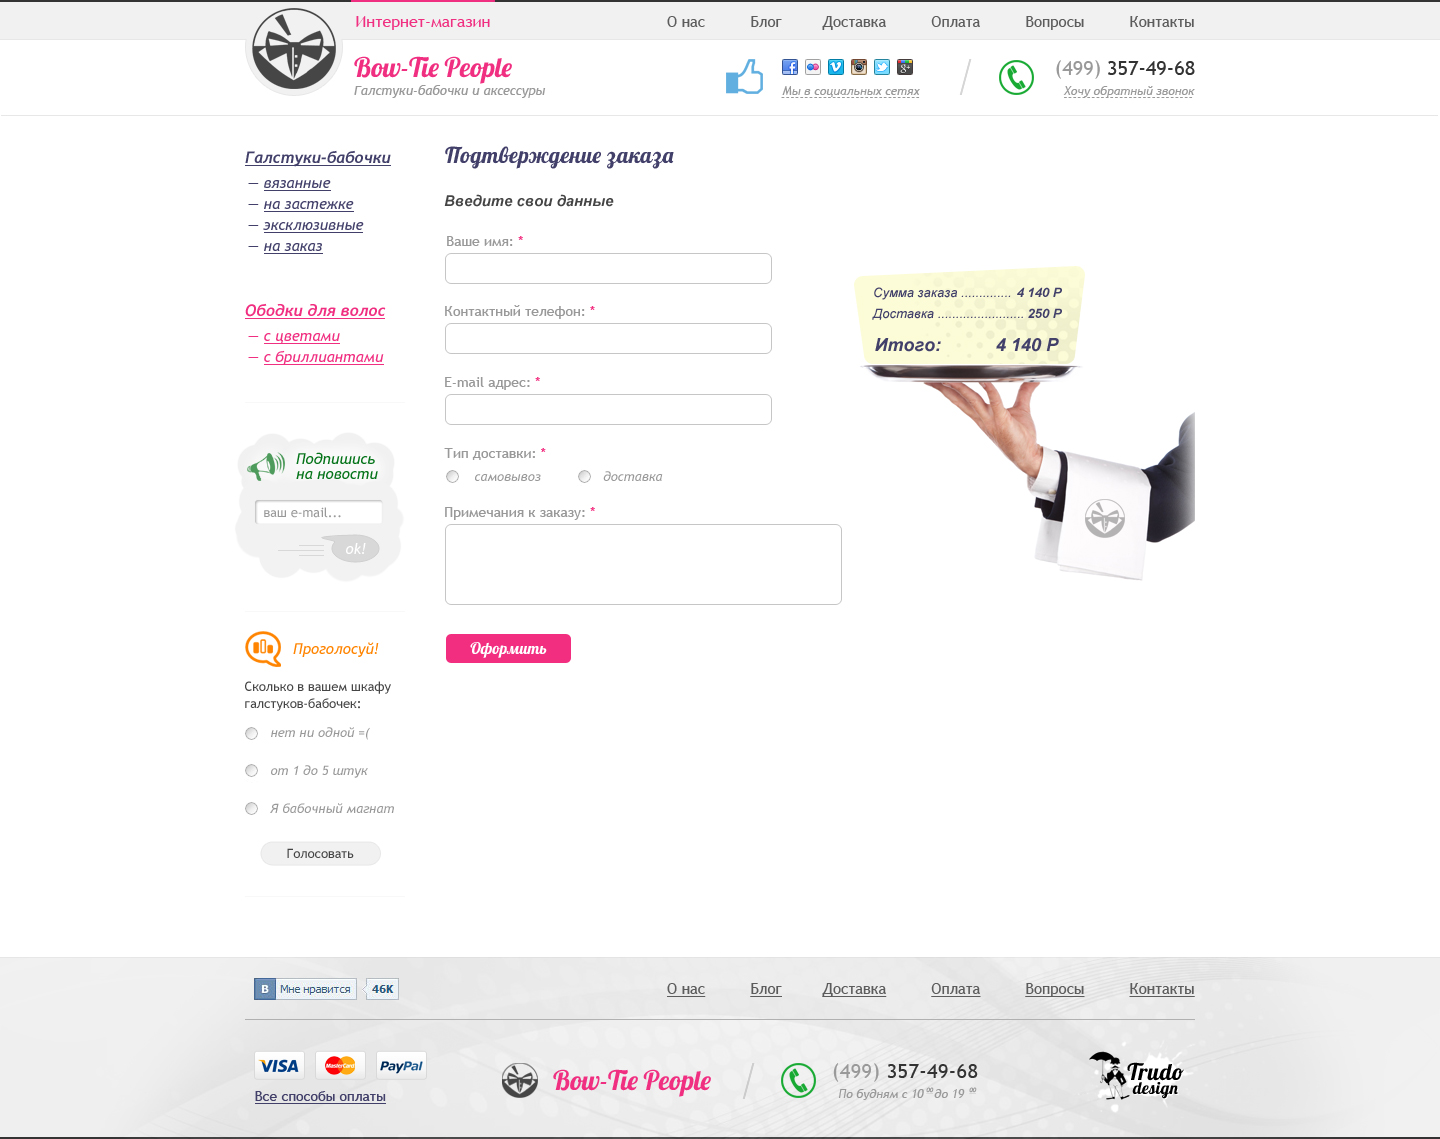 Интернет-магазин
О нас
Блог
Доставка
Оплата
Вопросы
Контакты
Bow-Tie People
Галстуки-бабочки и аксессуры
Мы в социальных сетях
(499) 357-49-68
Хочу обратный звонок
Галстуки-бабочки
— вязанные
— на застежке
— эксклюзивные
— на заказ
Ободки для волос
— с цветами
— с бриллиантами
Подпишись
на новости
ваш e-mail...
ok!
Проголосуй!
Сколько в вашем шкафу
галстуков-бабочек:
нет ни одной =(
от 1 до 5 штук
Я бабочный магнат
Голосовать
Подтверждение заказа
Введите свои данные
Ваше имя: *
Контактный телефон: *
E-mail адрес: *
Тип доставки: *
самовывоз
доставка
Примечания к заказу: *
Оформить
Сумма заказа .............. 4 140 Р
Доставка ........................ 250 Р
Итого: 4 140 Р
В Мне нравится 46K
О нас
Блог
Доставка
Оплата
Вопросы
Контакты
VISA
MasterCard
PayPal
Все способы оплаты
Bow-Tie People
(499) 357-49-68
По будням с 10 00 до 19 00
Trudo
design